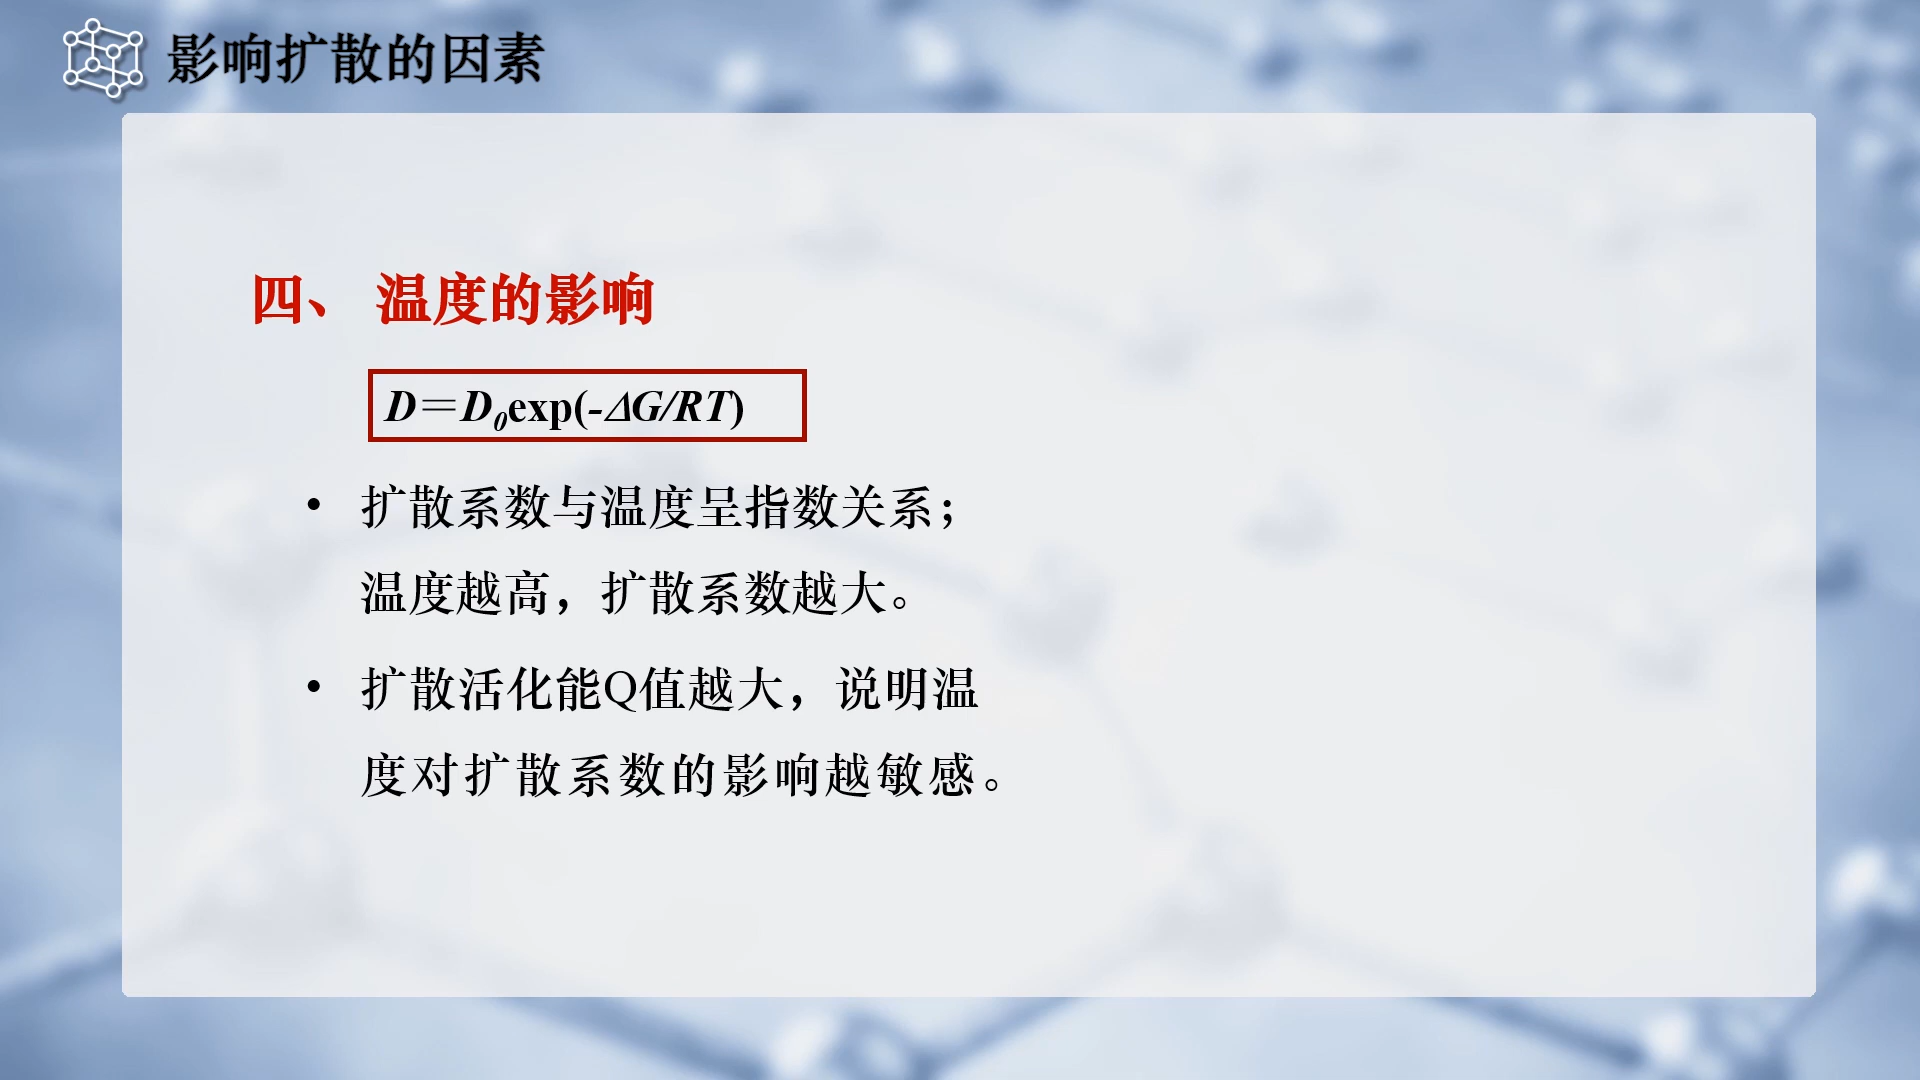 影响扩散的因素
四、 温度的影响
D＝D₀exp(-ΔG/RT)
• 扩散系数与温度呈指数关系；
温度越高，扩散系数越大。
• 扩散活化能Q值越大，说明温
度对扩散系数的影响越敏感。